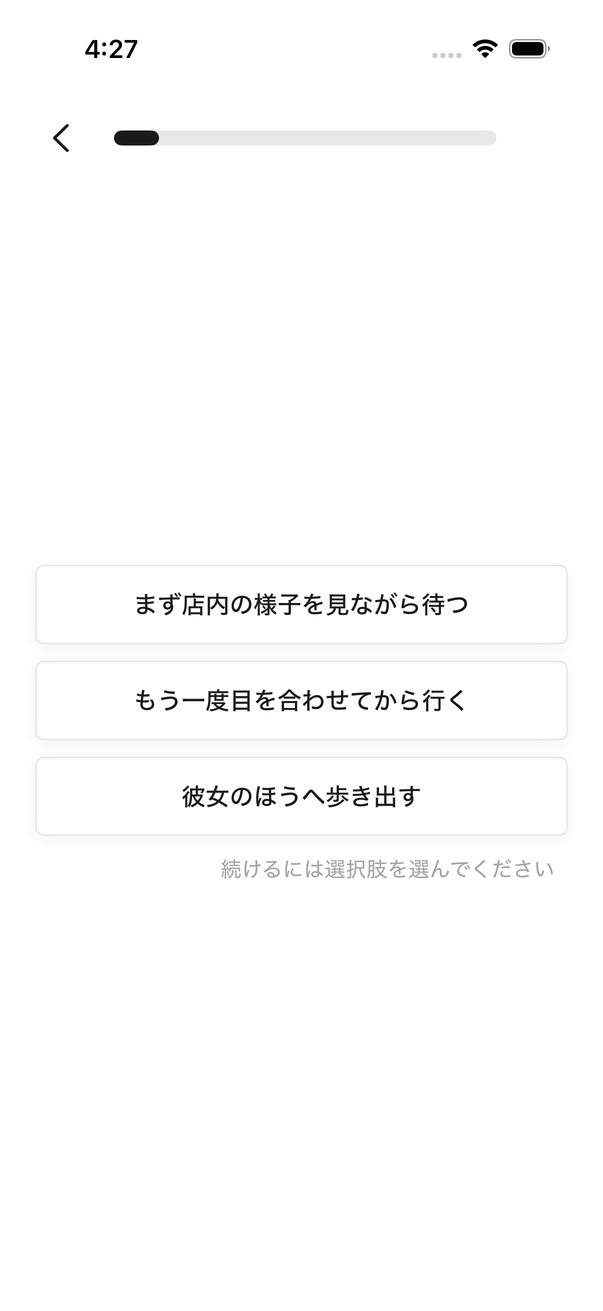 4:27
まず店内の様子を見ながら待つ
もう一度目を合わせてから行く
彼女のほうへ歩き出す
続けるには選択肢を選んでください